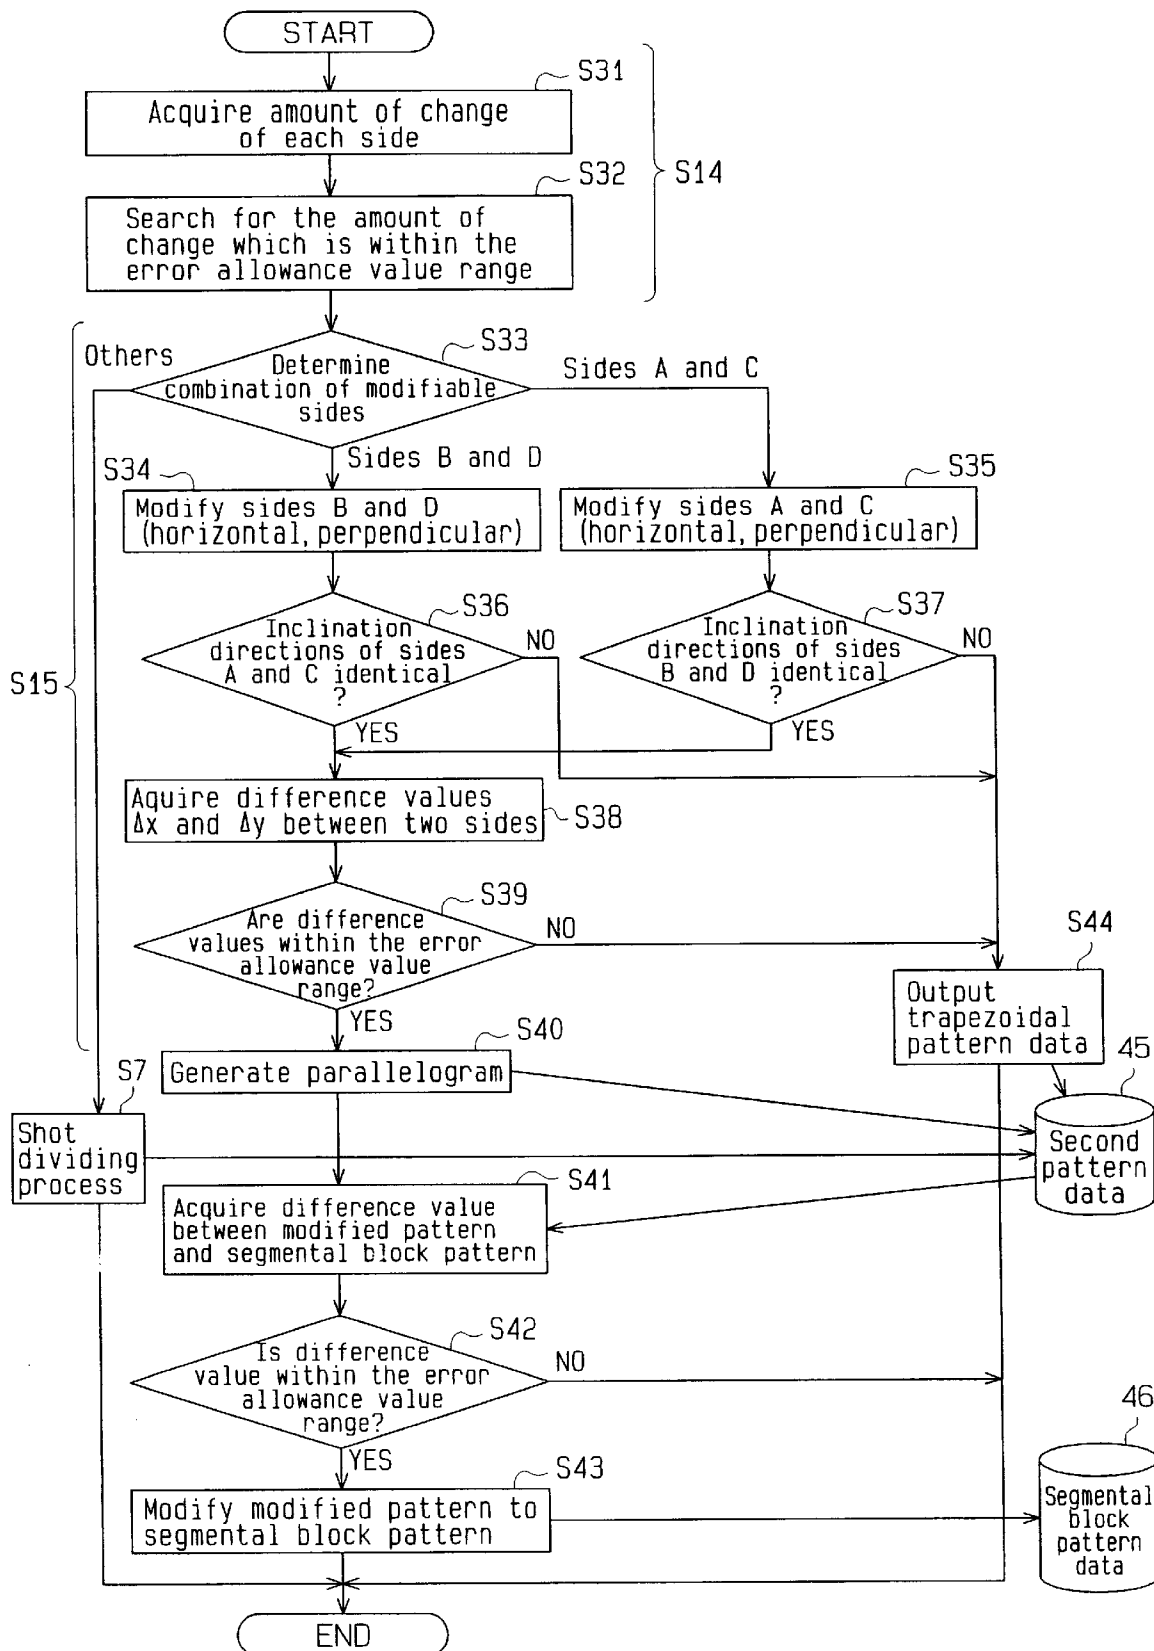 START
S31
Acquire amount of change
of each side
S14
S32
Search for the amount of
change which is within the
error allowance value range
S33
Others
Determine
combination of modifiable
sides
Sides A and C
Sides B and D
S34
Modify sides B and D
(horizontal, perpendicular)
S35
Modify sides A and C
(horizontal, perpendicular)
S36
Inclination
directions of sides
A and C identical
?
NO
YES
S37
Inclination
directions of sides
B and D identical
?
NO
YES
S15
Aquire difference values
Δx and Δy between two sides
S38
S39
Are difference
values within the error
allowance value
range?
NO
YES
S44
Output
trapezoidal
pattern data
S40
Generate parallelogram
45
Second
pattern
data
S7
Shot
dividing
process
S41
Acquire difference value
between modified pattern
and segmental block pattern
S42
Is difference
value within the error
allowance value
range?
NO
YES
46
Segmental
block
pattern
data
S43
Modify modified pattern to
segmental block pattern
END